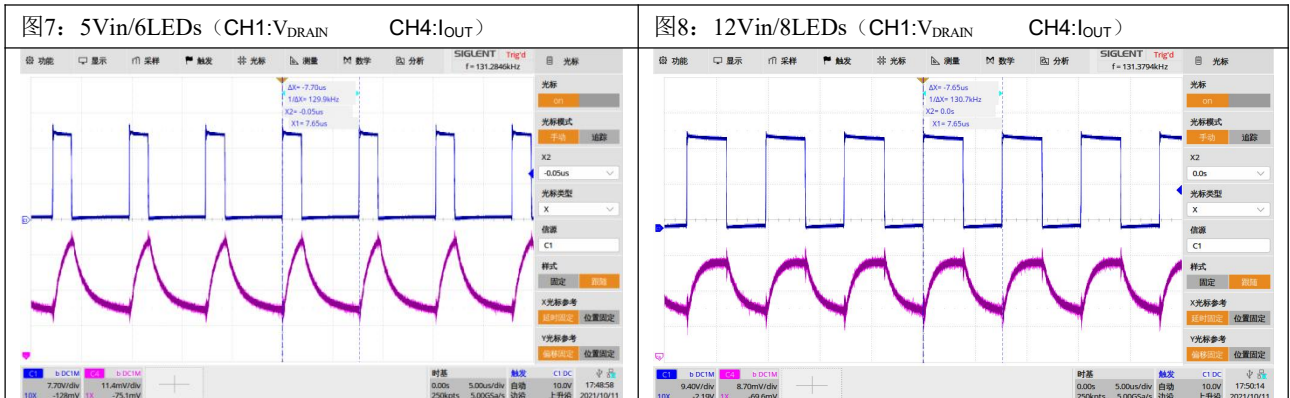 图7：5Vin/6LEDs（CH1:VDRAIN CH4:IOUT）
功能 显示 采样 触发 光标 测量 数学 分析 SIGLENT Trig'd 光标
f = 131.2846kHz
ΔX= -7.70us
1/ΔX= 129.9kHz
X2= -0.05us
X1= 7.65us
光标
on
光标模式
手动 追踪
X2
-0.05us
光标类型
X
信源
C1
样式
固定 跟随
X光标参考
延时固定 位置固定
Y光标参考
偏移固定 位置固定
C1 b DC1M C4 b DC1M 时基 触发 C1 DC
7.70V/div 11.4mV/div 0.00s 5.00us/div 自动 10.0V 17:48:58
10X -128mV 1X -75.1mV 250kpts 5.00GSa/s 边沿 上升沿 2021/10/11
图8：12Vin/8LEDs（CH1:VDRAIN CH4:IOUT）
功能 显示 采样 触发 光标 测量 数学 分析 SIGLENT Trig'd 光标
f = 131.3794kHz
ΔX= -7.65us
1/ΔX= 130.7kHz
X2= 0.0s
X1= 7.65us
光标
on
光标模式
手动 追踪
X2
0.0s
光标类型
X
信源
C1
样式
固定 跟随
X光标参考
延时固定 位置固定
Y光标参考
偏移固定 位置固定
C1 b DC1M C4 b DC1M 时基 触发 C1 DC
9.40V/div 8.70mV/div 0.00s 5.00us/div 自动 10.0V 17:50:14
10X -2.19V 1X -69.6mV 250kpts 5.00GSa/s 边沿 上升沿 2021/10/11